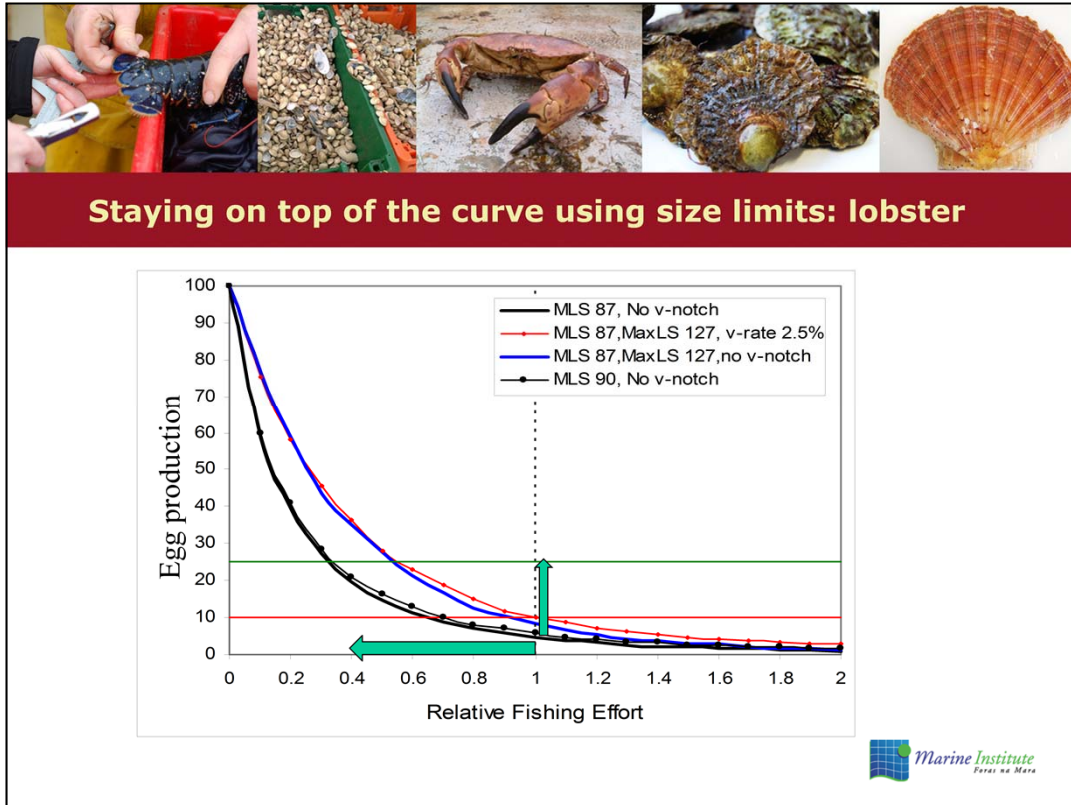 Staying on top of the curve using size limits: lobster
Egg production
100
90
80
70
60
50
40
30
20
10
0
MLS 87, No v-notch
MLS 87,MaxLS 127, v-rate 2.5%
MLS 87,MaxLS 127,no v-notch
MLS 90, No v-notch
0 0.2 0.4 0.6 0.8 1 1.2 1.4 1.6 1.8 2
Relative Fishing Effort
Marine Institute
Foras na Mara